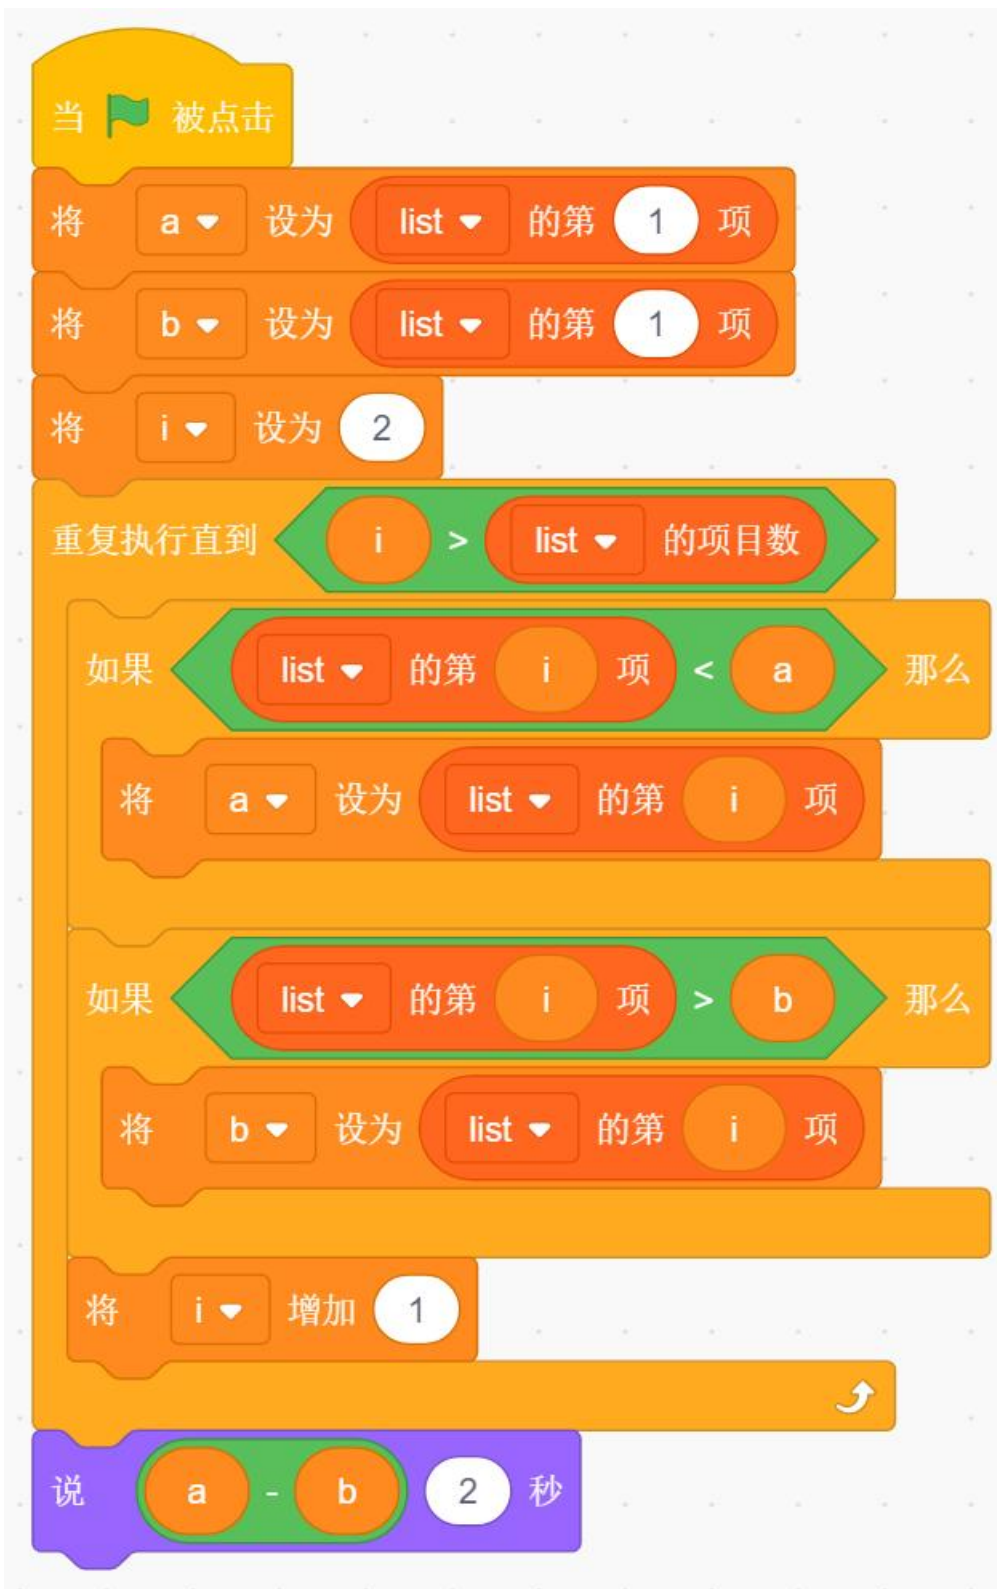 当 被点击
将 a 设为 list 的第 1 项
将 b 设为 list 的第 1 项
将 i 设为 2
重复执行直到 i > list 的项目数
如果 list 的第 i 项 < a 那么
将 a 设为 list 的第 i 项
如果 list 的第 i 项 > b 那么
将 b 设为 list 的第 i 项
将 i 增加 1
说 a - b 2 秒